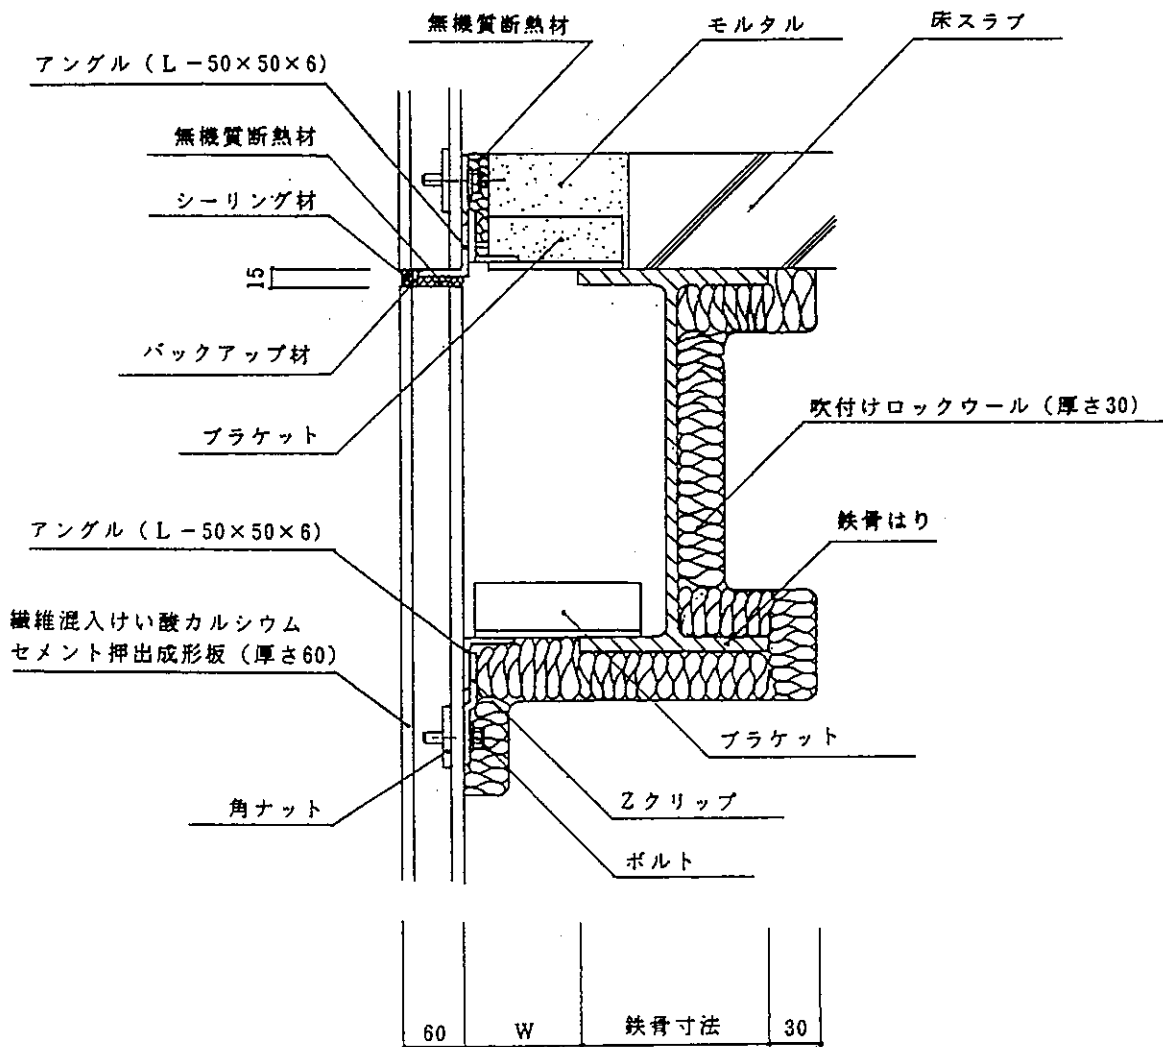 無機質断熱材
モルタル
床スラブ
アングル（L－50×50×6）
無機質断熱材
シーリング材
15
バックアップ材
ブラケット
吹付けロックウール（厚さ30）
アングル（L－50×50×6）
鉄骨はり
繊維混入けい酸カルシウム
セメント押出成形板（厚さ60）
ブラケット
角ナット
Zクリップ
ボルト
60
W
鉄骨寸法
30